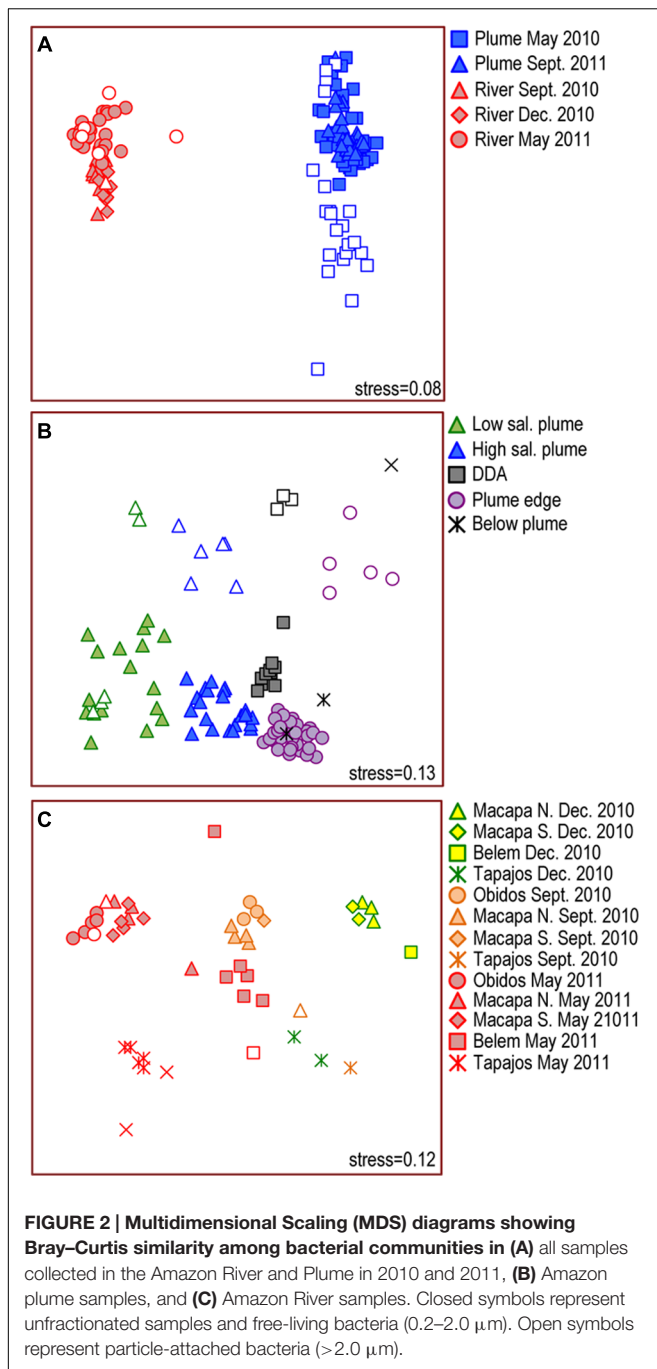 A
Plume May 2010
Plume Sept. 2011
River Sept. 2010
River Dec. 2010
River May 2011
stress=0.08
B
Low sal. plume
High sal. plume
DDA
Plume edge
Below plume
stress=0.13
C
Macapa N. Dec. 2010
Macapa S. Dec. 2010
Belem Dec. 2010
Tapajos Dec. 2010
Obidos Sept. 2010
Macapa N. Sept. 2010
Macapa S. Sept. 2010
Tapajos Sept. 2010
Obidos May 2011
Macapa N. May 2011
Macapa S. May 21011
Belem May 2011
Tapajos May 2011
stress=0.12
FIGURE 2 | Multidimensional Scaling (MDS) diagrams showing
Bray–Curtis similarity among bacterial communities in (A) all samples
collected in the Amazon River and Plume in 2010 and 2011, (B) Amazon
plume samples, and (C) Amazon River samples. Closed symbols represent
unfractionated samples and free-living bacteria (0.2–2.0 μm). Open symbols
represent particle-attached bacteria (>2.0 μm).